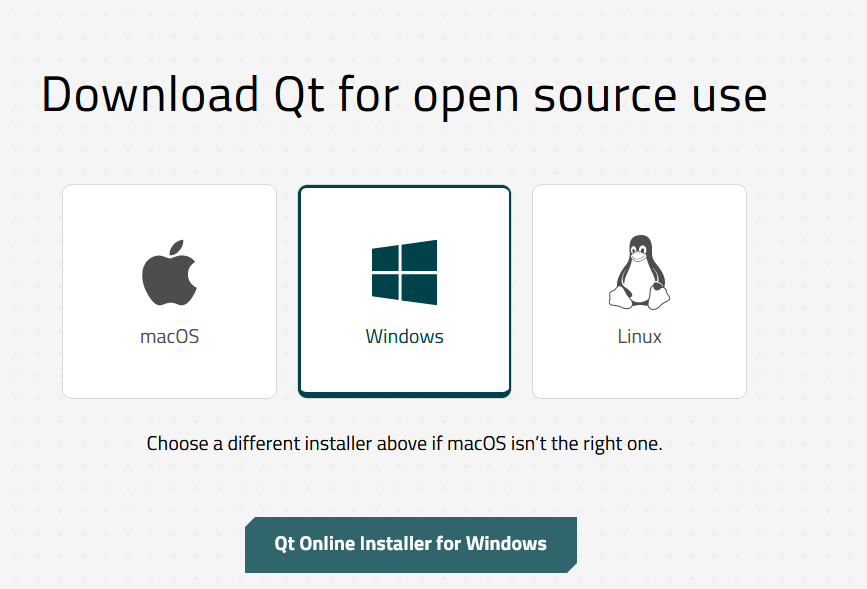 Download Qt for open source use
macOS
Windows
Linux
Choose a different installer above if macOS isn’t the right one.
Qt Online Installer for Windows